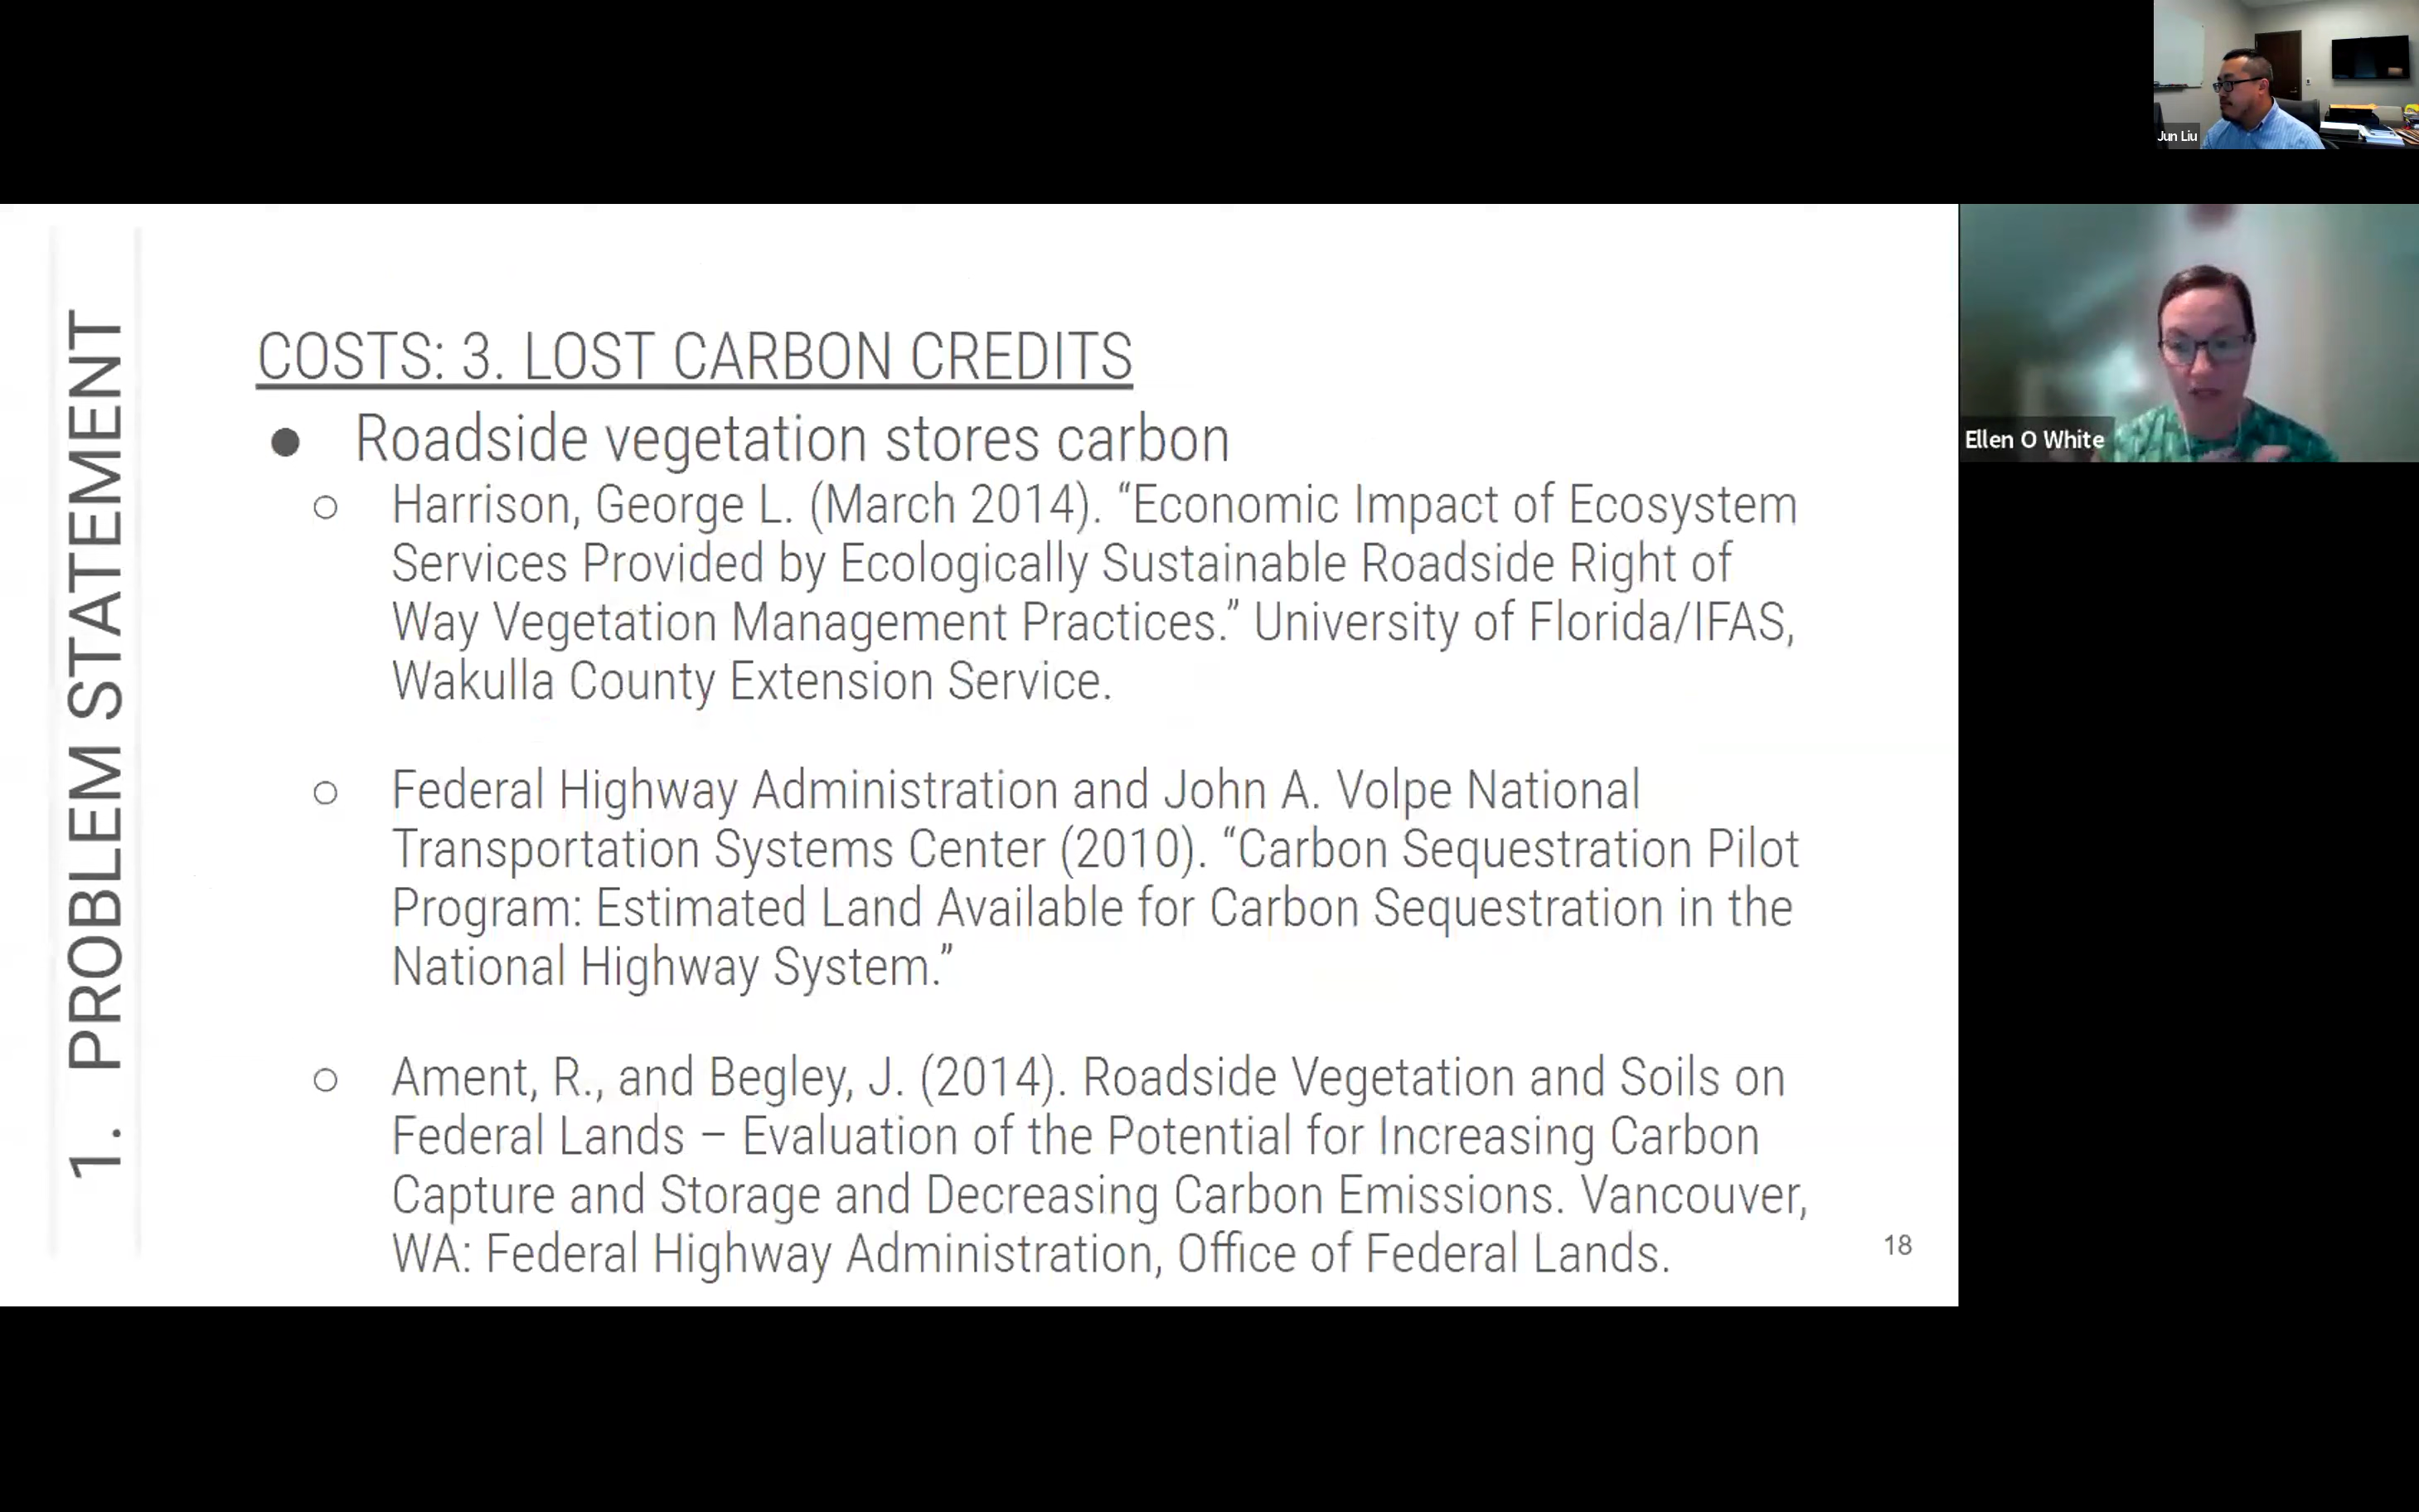 Jun Liu
1. PROBLEM STATEMENT
COSTS: 3. LOST CARBON CREDITS
● Roadside vegetation stores carbon
○ Harrison, George L. (March 2014). “Economic Impact of Ecosystem
Services Provided by Ecologically Sustainable Roadside Right of
Way Vegetation Management Practices.” University of Florida/IFAS,
Wakulla County Extension Service.
○ Federal Highway Administration and John A. Volpe National
Transportation Systems Center (2010). “Carbon Sequestration Pilot
Program: Estimated Land Available for Carbon Sequestration in the
National Highway System.”
○ Ament, R., and Begley, J. (2014). Roadside Vegetation and Soils on
Federal Lands – Evaluation of the Potential for Increasing Carbon
Capture and Storage and Decreasing Carbon Emissions. Vancouver,
WA: Federal Highway Administration, Office of Federal Lands.
18
Ellen O White